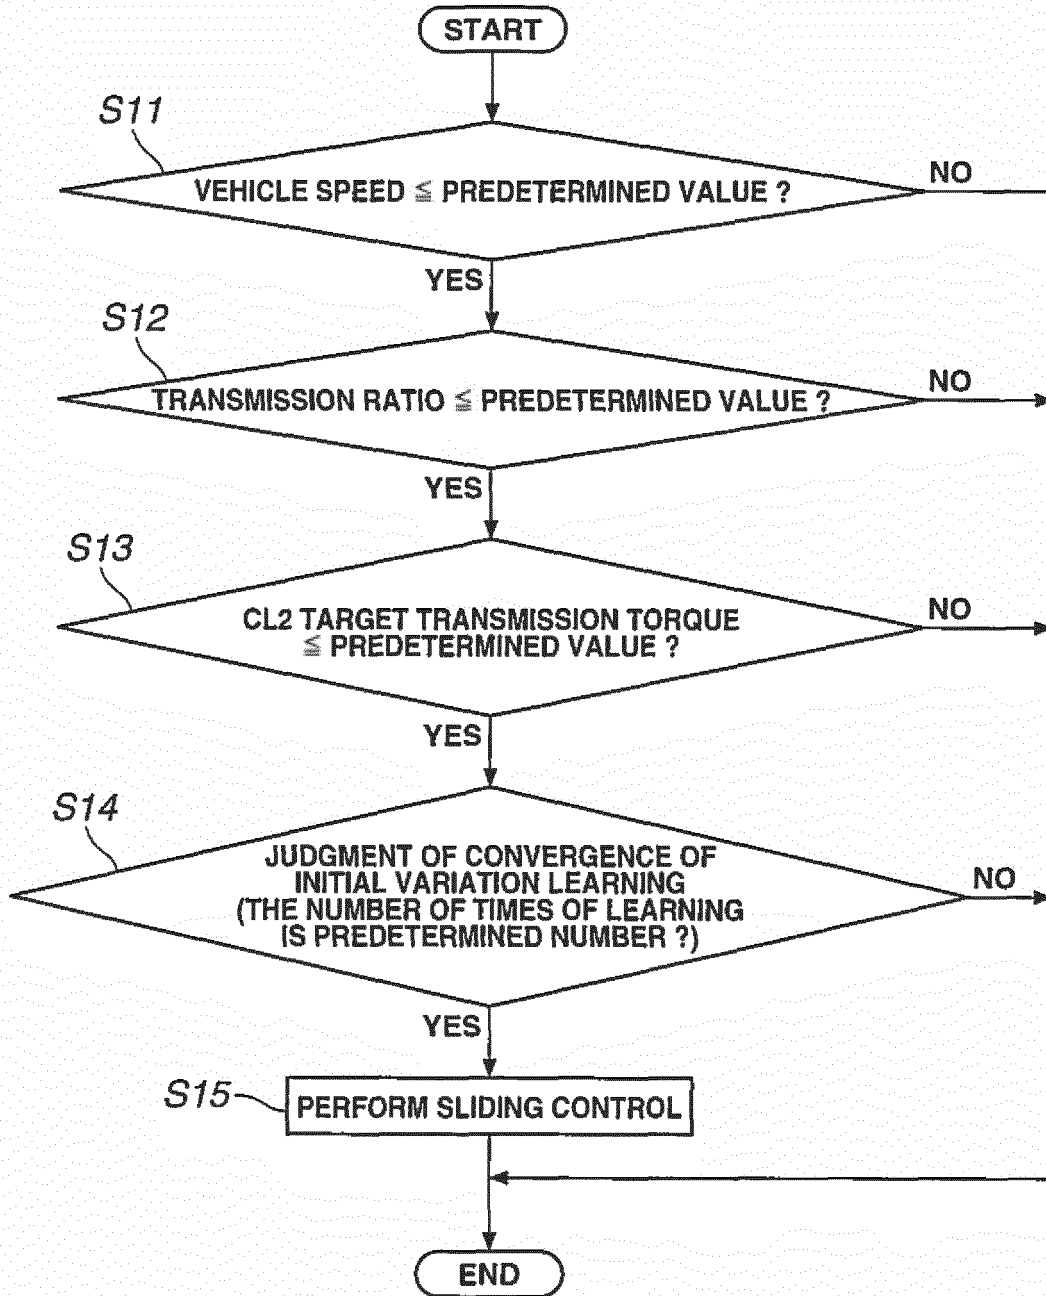 START
S11
VEHICLE SPEED ≦ PREDETERMINED VALUE ?
NO
YES
S12
TRANSMISSION RATIO ≦ PREDETERMINED VALUE ?
NO
YES
S13
CL2 TARGET TRANSMISSION TORQUE
≦ PREDETERMINED VALUE ?
NO
YES
S14
JUDGMENT OF CONVERGENCE OF
INITIAL VARIATION LEARNING
(THE NUMBER OF TIMES OF LEARNING
IS PREDETERMINED NUMBER ?)
NO
YES
S15
PERFORM SLIDING CONTROL
END